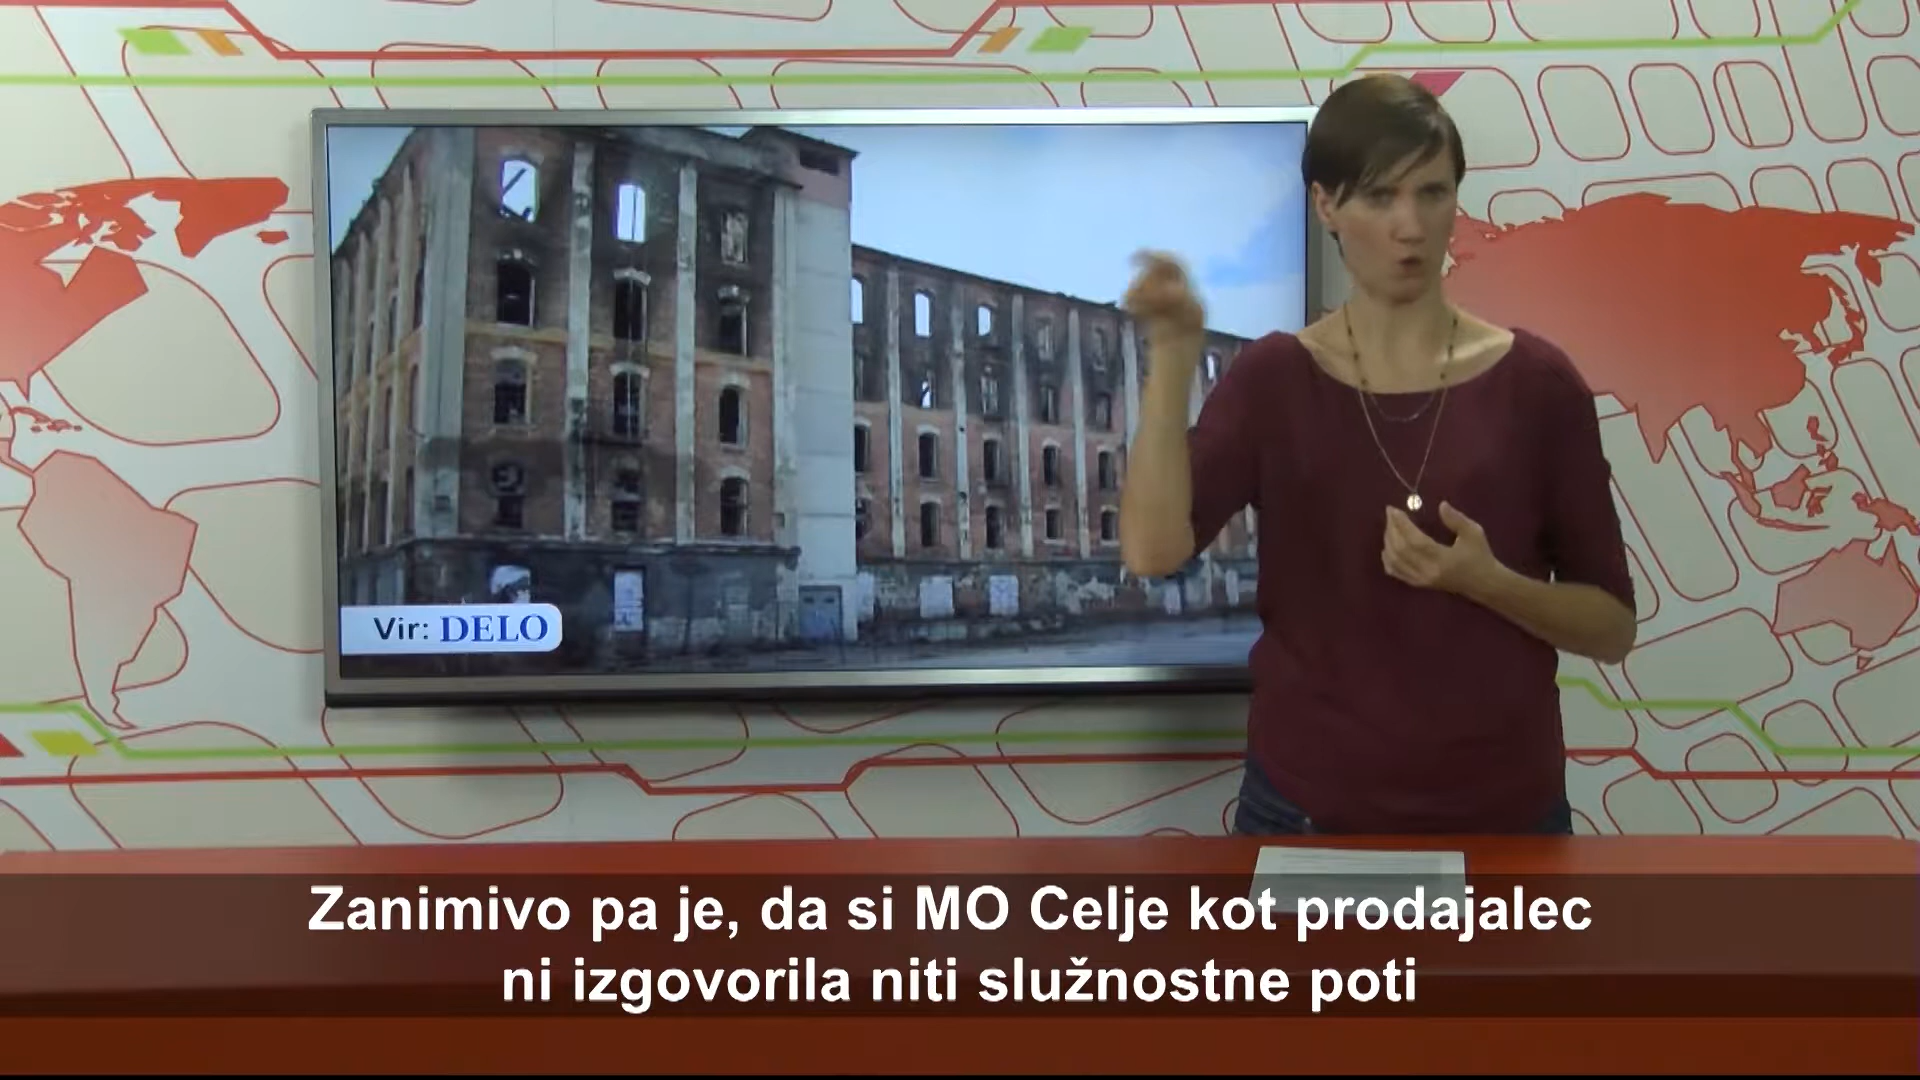 Vir: DELO
Zanimivo pa je, da si MO Celje kot prodajalec
ni izgovorila niti služnostne poti